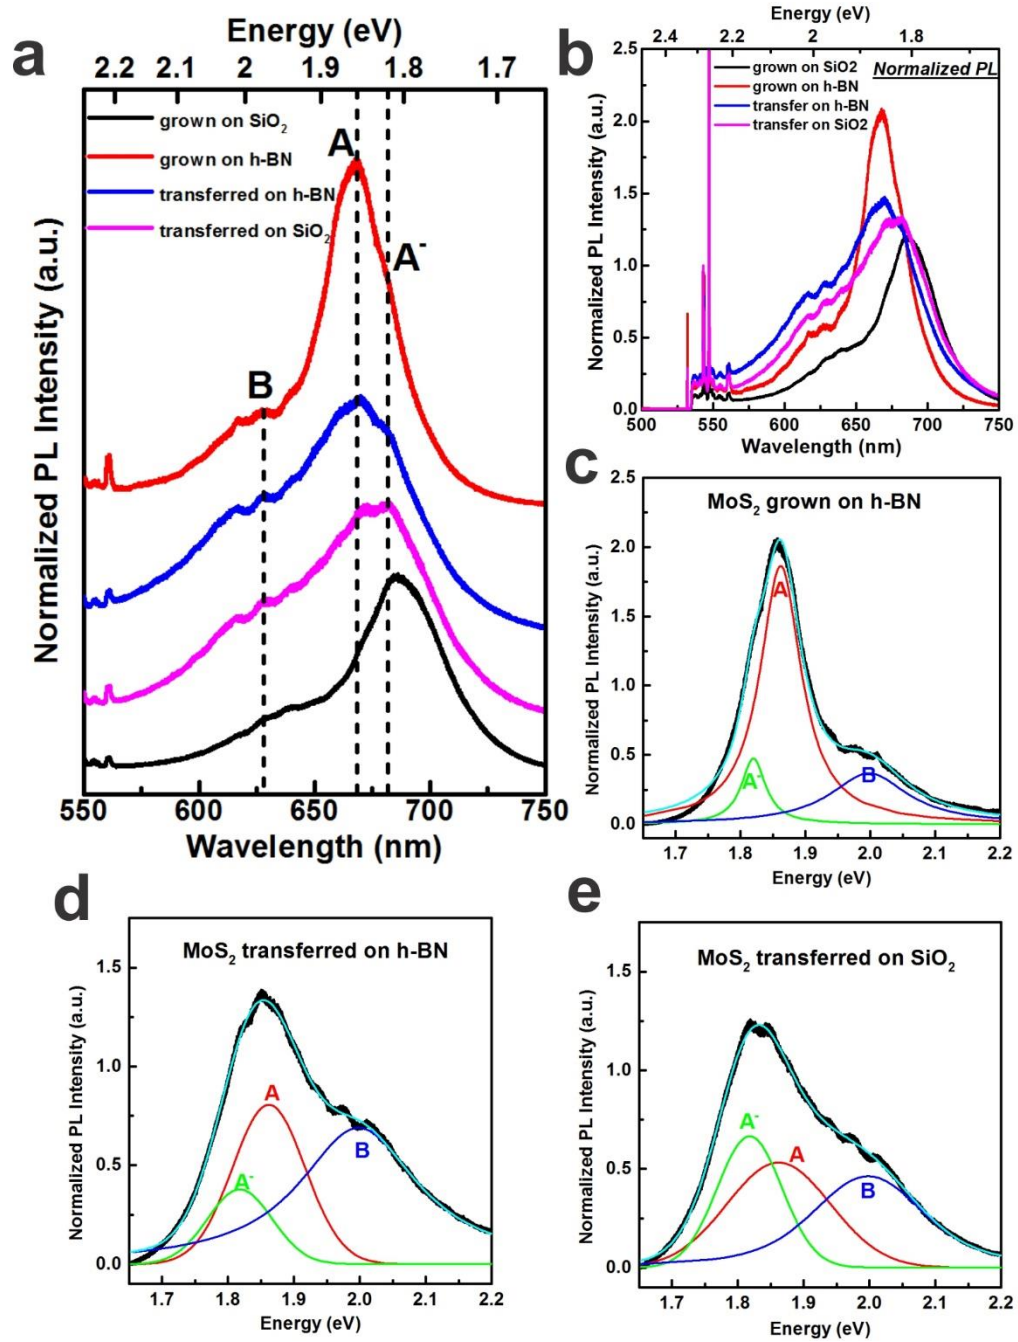 a
Energy (eV)
2.2 2.1 2 1.9 1.8 1.7
grown on SiO₂
grown on h-BN
transferred on h-BN
transferred on SiO₂
A
A⁻
B
Normalized PL Intensity (a.u.)
550 600 650 700 750
Wavelength (nm)
b
Energy (eV)
2.4 2.2 2 1.8
grown on SiO2
grown on h-BN
transfer on h-BN
transfer on SiO2
Normalized PL
Normalized PL Intensity (a.u.)
2.5
2.0
1.5
1.0
0.5
0.0
500 550 600 650 700 750
Wavelength (nm)
c
MoS₂ grown on h-BN
Normalized PL Intensity (a.u.)
2.5
2.0
1.5
1.0
0.5
0.0
A
A⁻
B
1.7 1.8 1.9 2.0 2.1 2.2
Energy (eV)
d
MoS₂ transferred on h-BN
Normalized PL Intensity (a.u.)
1.5
1.0
0.5
0.0
A
A⁻
B
1.7 1.8 1.9 2.0 2.1 2.2
Energy (eV)
e
MoS₂ transferred on SiO₂
Normalized PL Intensity (a.u.)
1.5
1.0
0.5
0.0
A⁻
A
B
1.7 1.8 1.9 2.0 2.1 2.2
Energy (eV)